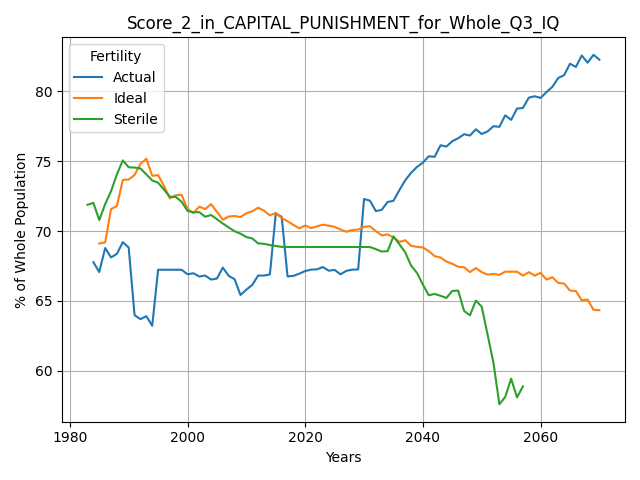 Score_2_in_CAPITAL_PUNISHMENT_for_Whole_Q3_IQ
Fertility
Actual
Ideal
Sterile
% of Whole Population
80
75
70
65
60
1980
2000
2020
2040
2060
Years